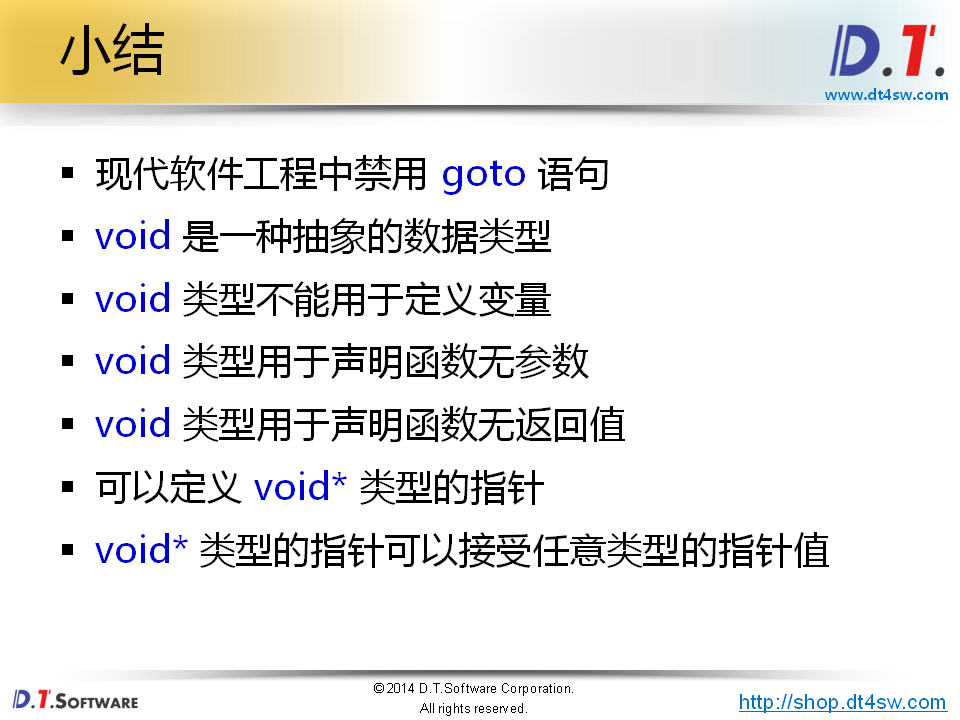 小结
D.T.
www.dt4sw.com
▪ 现代软件工程中禁用 goto 语句
▪ void 是一种抽象的数据类型
▪ void 类型不能用于定义变量
▪ void 类型用于声明函数无参数
▪ void 类型用于声明函数无返回值
▪ 可以定义 void* 类型的指针
▪ void* 类型的指针可以接受任意类型的指针值
D.T.SOFTWARE
©2014 D.T.Software Corporation.
All rights reserved.
http://shop.dt4sw.com